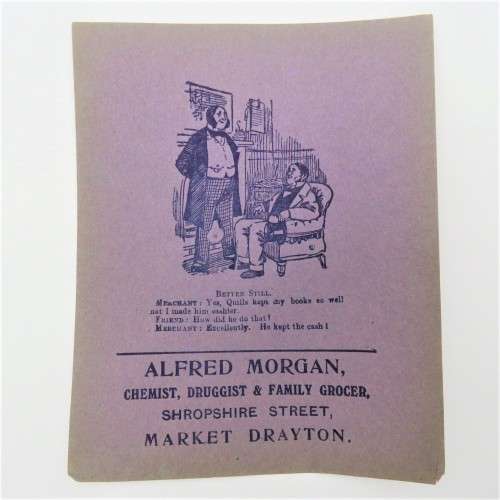 BETTER STILL.
MERCHANT: Yes, Quills kept my books so well
nat I made him cashier.
FRIEND: How did he do that?
MERCHANT: Excellently. He kept the cash!
ALFRED MORGAN,
CHEMIST, DRUGGIST & FAMILY GROCER,
SHROPSHIRE STREET,
MARKET DRAYTON.